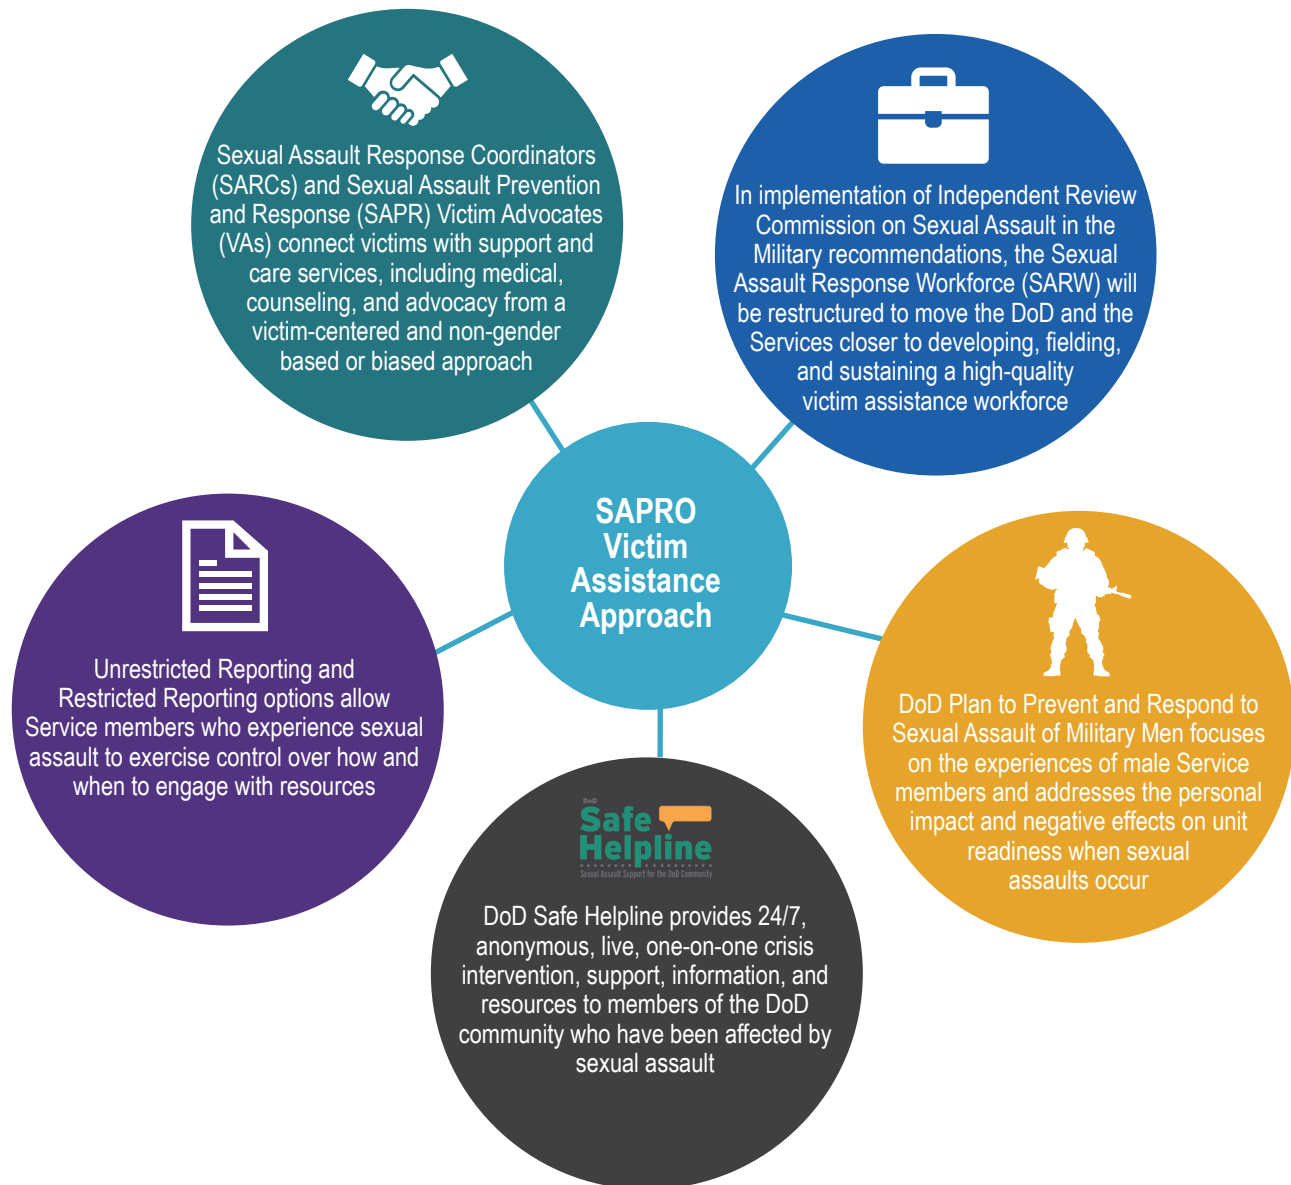 Sexual Assault Response Coordinators
(SARCs) and Sexual Assault Prevention
and Response (SAPR) Victim Advocates
(VAs) connect victims with support and
care services, including medical,
counseling, and advocacy from a
victim-centered and non-gender
based or biased approach
In implementation of Independent Review
Commission on Sexual Assault in the
Military recommendations, the Sexual
Assault Response Workforce (SARW) will
be restructured to move the DoD and the
Services closer to developing, fielding,
and sustaining a high-quality
victim assistance workforce
SAPRO
Victim
Assistance
Approach
Unrestricted Reporting and
Restricted Reporting options allow
Service members who experience sexual
assault to exercise control over how and
when to engage with resources
DoD Plan to Prevent and Respond to
Sexual Assault of Military Men focuses
on the experiences of male Service
members and addresses the personal
impact and negative effects on unit
readiness when sexual
assaults occur
DoD
Safe
Helpline
Sexual Assault Support for the DoD Community
DoD Safe Helpline provides 24/7,
anonymous, live, one-on-one crisis
intervention, support, information, and
resources to members of the DoD
community who have been affected by
sexual assault